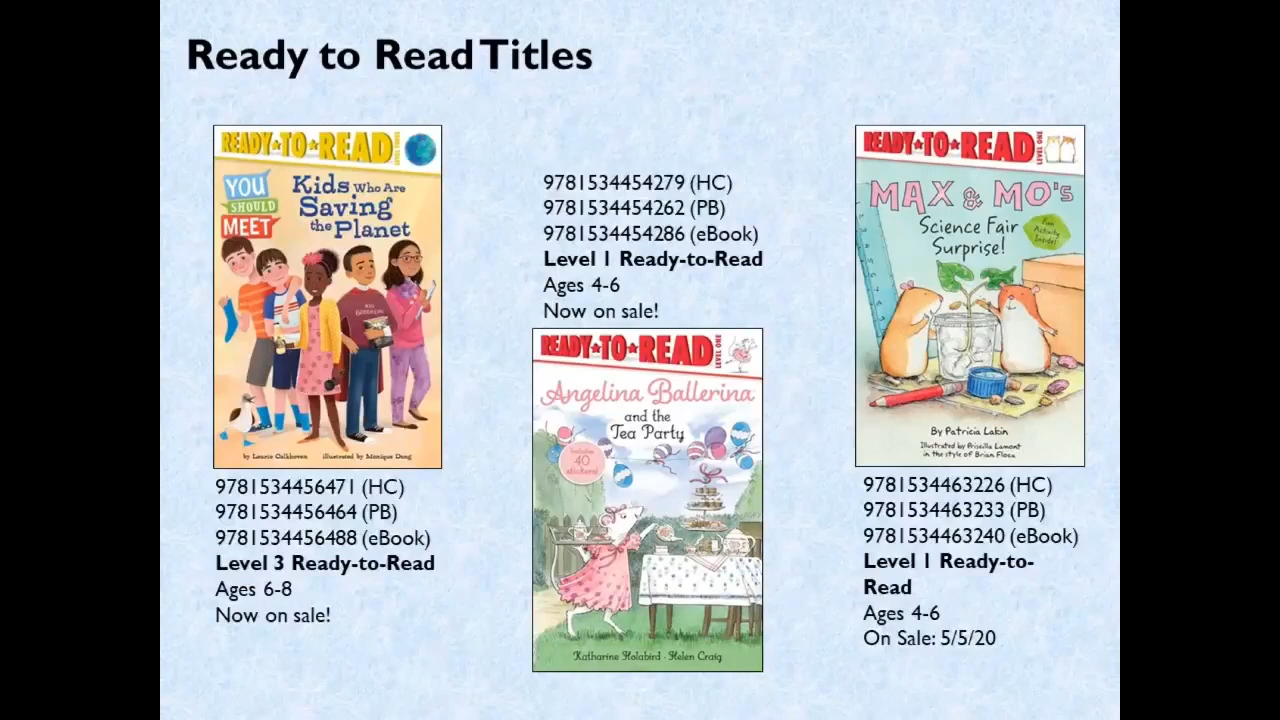 Ready to Read Titles
READY★TO★READ
YOU SHOULD MEET
Kids Who Are
Saving
the Planet
by Laurie Calkhoven illustrated by Monique Dong
9781534456471 (HC)
9781534456464 (PB)
9781534456488 (eBook)
Level 3 Ready-to-Read
Ages 6-8
Now on sale!
9781534454279 (HC)
9781534454262 (PB)
9781534454286 (eBook)
Level 1 Ready-to-Read
Ages 4-6
Now on sale!
READY★TO★READ
LEVEL ONE
Angelina Ballerina
and the
Tea Party
Includes
40
stickers!
Katharine Holabird · Helen Craig
READY★TO★READ
LEVEL ONE
MAX & MO's
Science Fair
Surprise!
Fun
Activity
Inside!
By Patricia Lakin
Illustrated by Priscilla Lamont
in the style of Brian Floca
9781534463226 (HC)
9781534463233 (PB)
9781534463240 (eBook)
Level 1 Ready-to-
Read
Ages 4-6
On Sale: 5/5/20